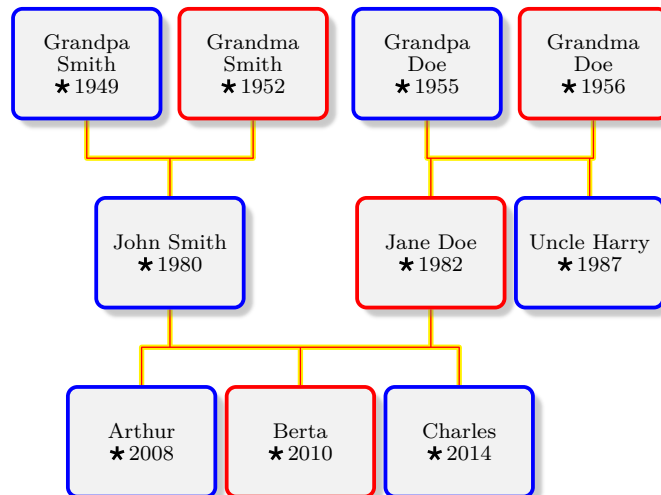 Grandpa
Smith
★ 1949
Grandma
Smith
★ 1952
Grandpa
Doe
★ 1955
Grandma
Doe
★ 1956
John Smith
★ 1980
Jane Doe
★ 1982
Uncle Harry
★ 1987
Arthur
★ 2008
Berta
★ 2010
Charles
★ 2014